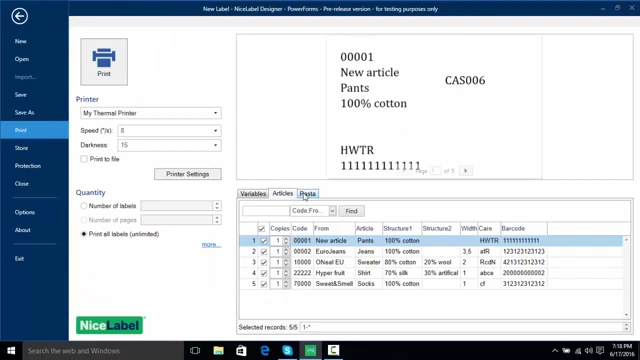 New Label - NiceLabel Designer - PowerForms - Pre-release version - for testing purposes only
New
Open
Import...
Save
Save As
Print
Store
Protection
Close
Options
About
Exit
Print
Printer
My Thermal Printer
Speed ("/s): 8
Darkness: 15
Print to file
Printer Settings
Quantity
Number of labels: (unlimited)
Number of pages: (unlimited)
Print all labels (unlimited)
more...
NiceLabel
00001
New article
Pants
100% cotton
CAS006
HWTR
111111111111
Page 1 of 3
Variables Articles Pasta
Code,Fro... Find
Copies Code From Article Structure1 Structure2 Width Care Barcode
1 1 00001 New article Pants 100% cotton HWTR 111111111111
2 1 00002 EuroJeans Jeans 100% cotton 3,5 afR 123123123123
3 1 10000 ONeal EU Sweater 80% cotton 20% wool 2 RcdN 421312312312
4 1 22222 Hyper fruit Shirt 70% silk 30% artifical 1 abce 200000000002
5 1 70000 Sweet&Smell Socks 100% cotton 1 cf 312312312312
Selected records: 5/5 1-*
Search the web and Windows
7:18 PM
6/17/2016